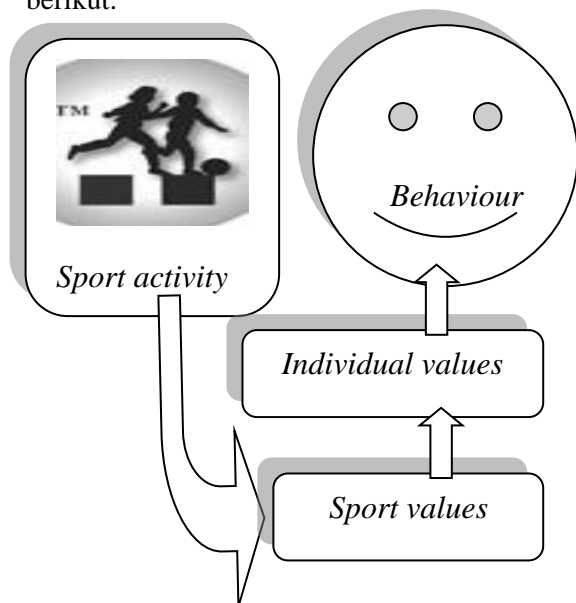 berikut:
TM
Behaviour
Sport activity
Individual values
Sport values